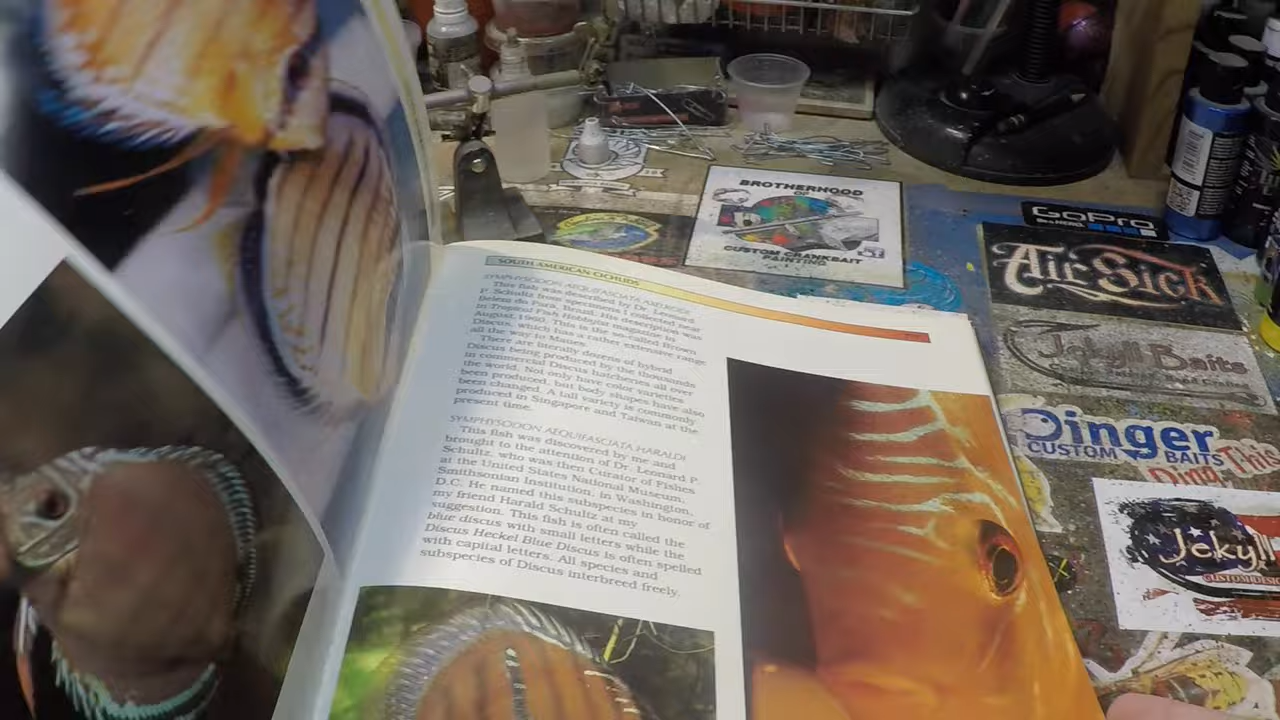 SOUTH AMERICAN CICHLIDS
SYMPHYSODON AEQUIFASCIATA AXELRODI
This fish was described by Dr. Leonard
P. Schultz from specimens I collected near
Belem do Para, Brazil. His description was
in Tropical Fish Hobbyist magazine in
August, 1960. This is the so-called Brown
Discus, which has a rather extensive range
all the way to Manaus.
There are literally dozens of hybrid
Discus being produced by the thousands
in commercial Discus hatcheries all over
the world. Not only have color varieties
been produced, but body shapes have also
been changed. A tall variety is commonly
produced in Singapore and Taiwan at the
present time.
SYMPHYSODON AEQUIFASCIATA HARALDI
This fish was discovered by me and
brought to the attention of Dr. Leonard P.
Schultz, who was then Curator of Fishes
at the United States National Museum,
Smithsonian Institution, in Washington,
D.C. He named this subspecies in honor of
my friend Harald Schultz at my
suggestion. This fish is often called the
blue discus with small letters while the
Discus Heckel Blue Discus is often spelled
with capital letters. All species and
subspecies of Discus interbreed freely.
BROTHERHOOD
OF
CUSTOM CRANKBAIT
PAINTING
GoPro
Air Sick
Jekyll Baits
Dinger
CUSTOM BAITS
Ding This
Jekyll